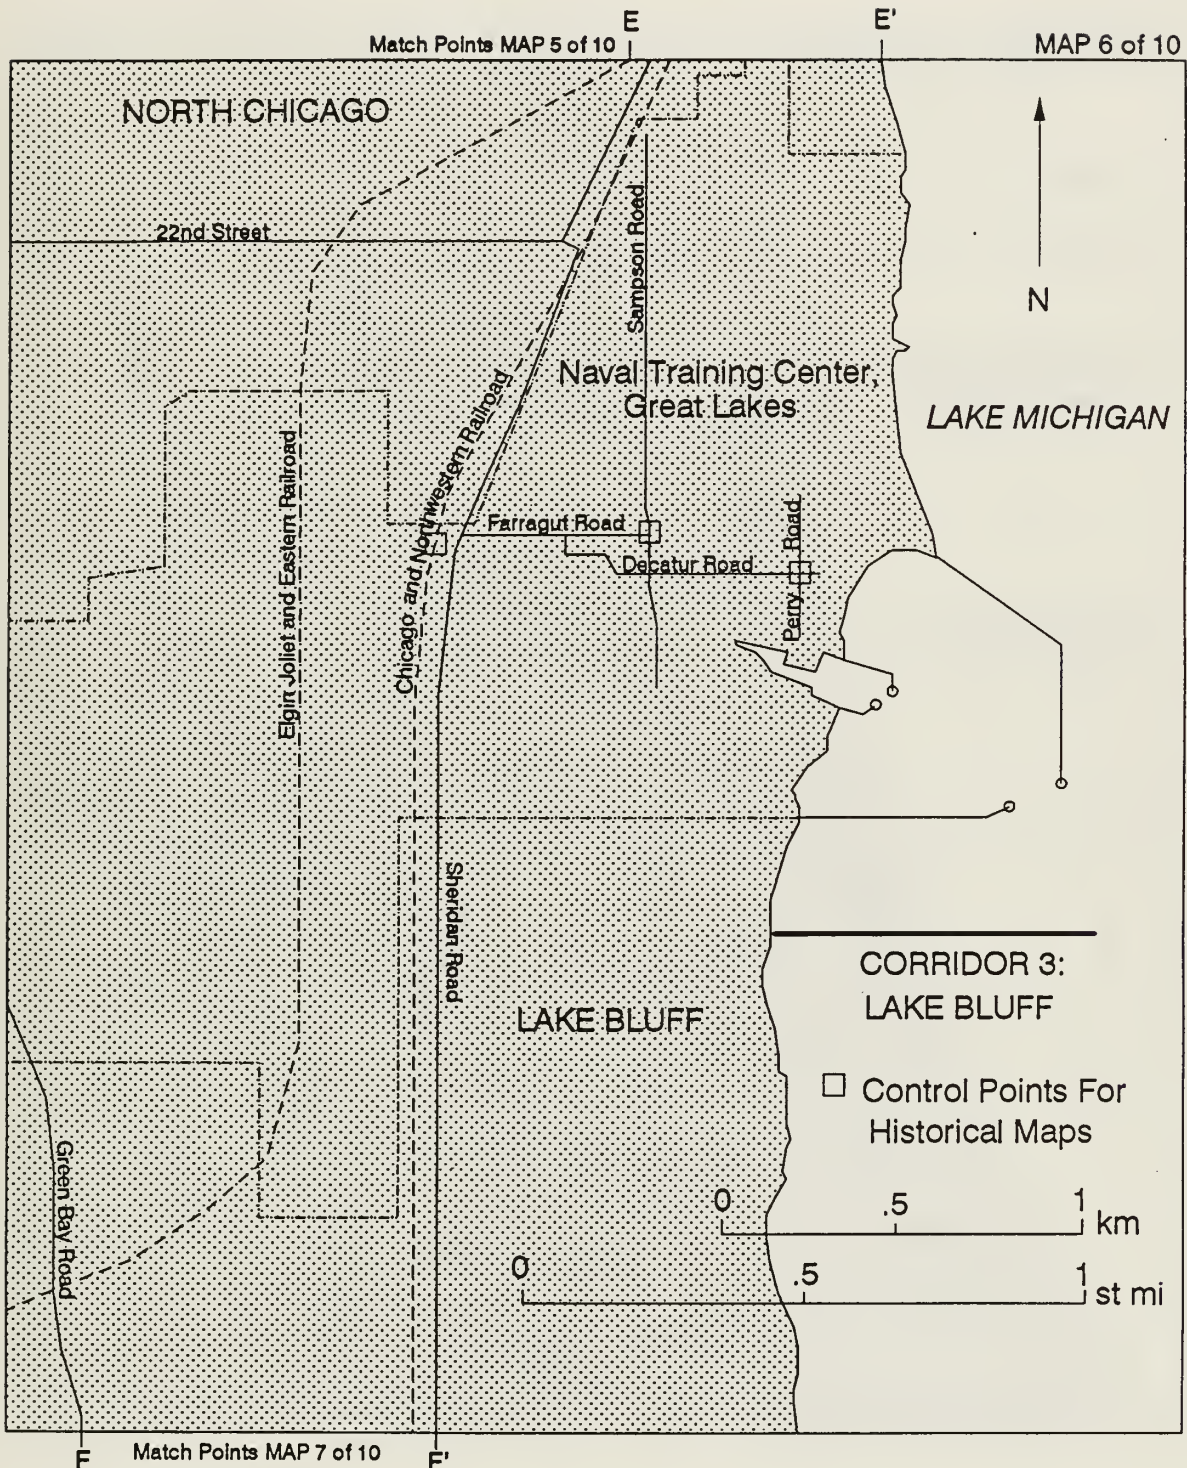 E
E'
Match Points MAP 5 of 10
MAP 6 of 10
NORTH CHICAGO
22nd Street
Sampson Road
N
Naval Training Center,
Great Lakes
LAKE MICHIGAN
Chicago and Northwestern Railroad
Elgin Joliet and Eastern Railroad
Farragut Road
Decatur Road
Perry Road
Sheridan Road
CORRIDOR 3:
LAKE BLUFF
LAKE BLUFF
Control Points For
Historical Maps
Green Bay Road
0 .5 1 km
0 .5 1 st mi
F
Match Points MAP 7 of 10
F'